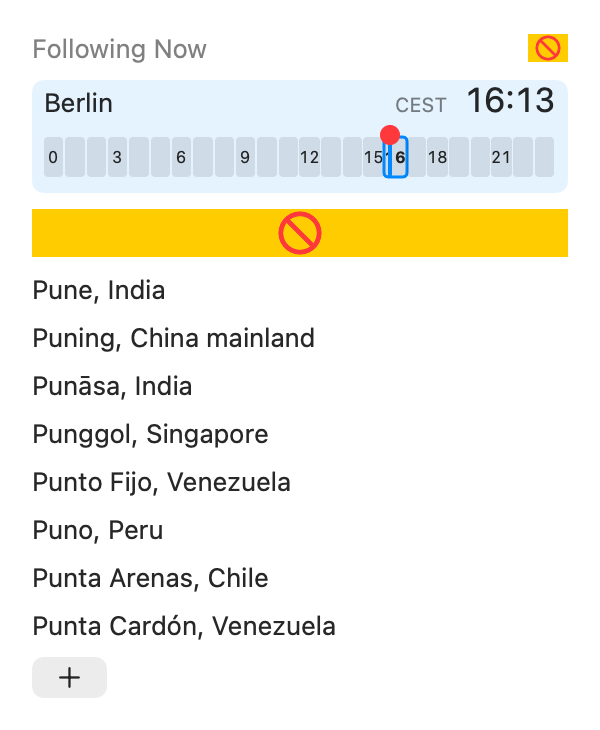 Following Now
Berlin CEST 16:13
0 3 6 9 12 15 16 18 21
Pune, India
Puning, China mainland
Punāsa, India
Punggol, Singapore
Punto Fijo, Venezuela
Puno, Peru
Punta Arenas, Chile
Punta Cardón, Venezuela
+